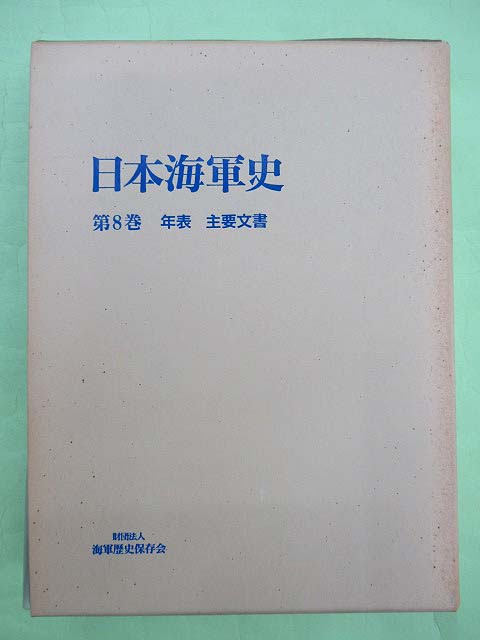 日本海軍史
第8巻 年表 主要文書
財団法人
海軍歴史保存会